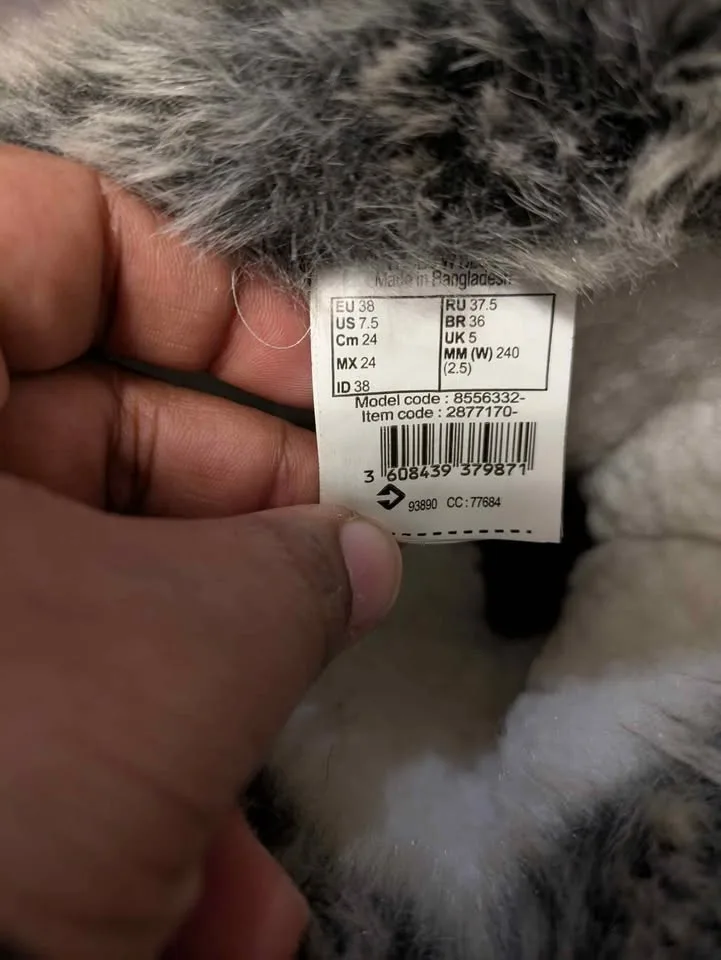 Made in Bangladesh
EU 38 RU 37.5
US 7.5 BR 36
Cm 24 UK 5
MX 24 MM (W) 240
(2.5)
ID 38
Model code : 8556332-
Item code : 2877170-
3 608439 379871
93890 CC : 77684